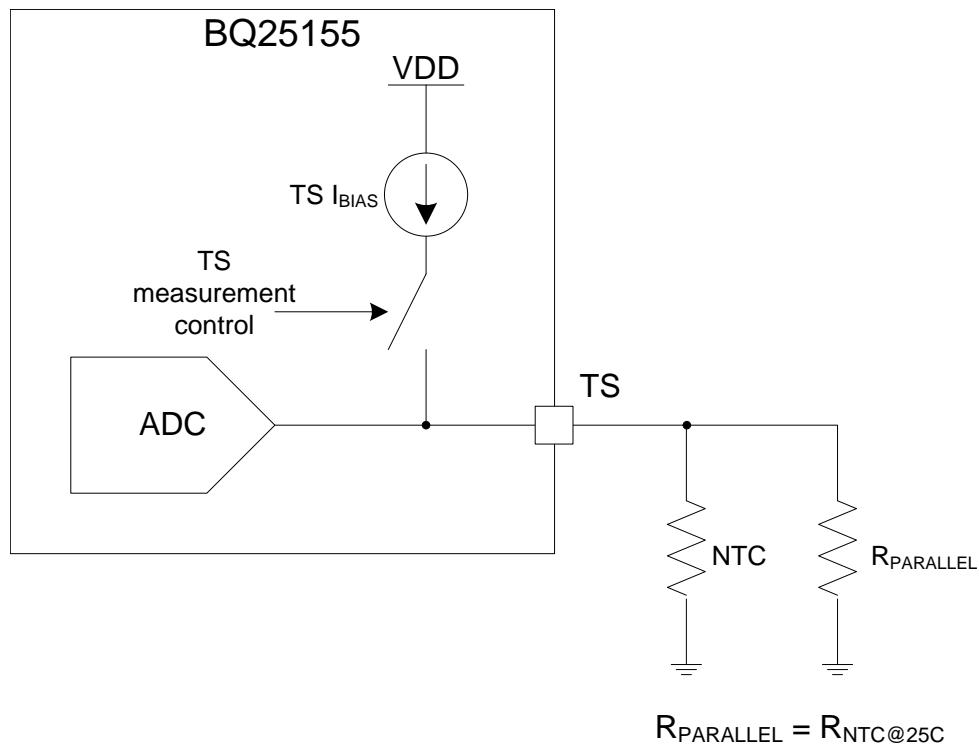 BQ25155
VDD
TS IBIAS
TS
measurement
control
ADC
TS
NTC
RPARALLEL
RPARALLEL = RNTC@25C